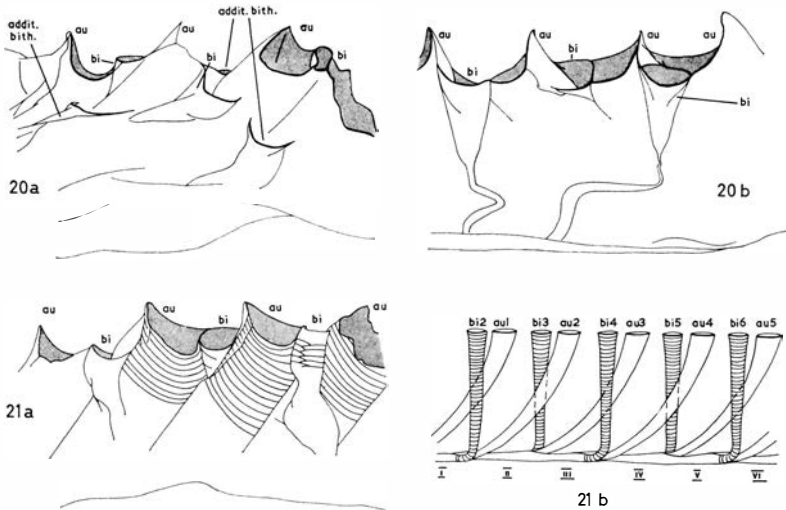 addit.
bith.
au
bi
au
addit. bith.
bi
au
bi
20a
au
bi
au
bi
au
au
bi
20 b
au
bi
au
bi
au
bi
au
21a
bi2 au1 bi3 au2 bi4 au3 bi5 au4 bi6 au5
I II III IV V VI
21 b